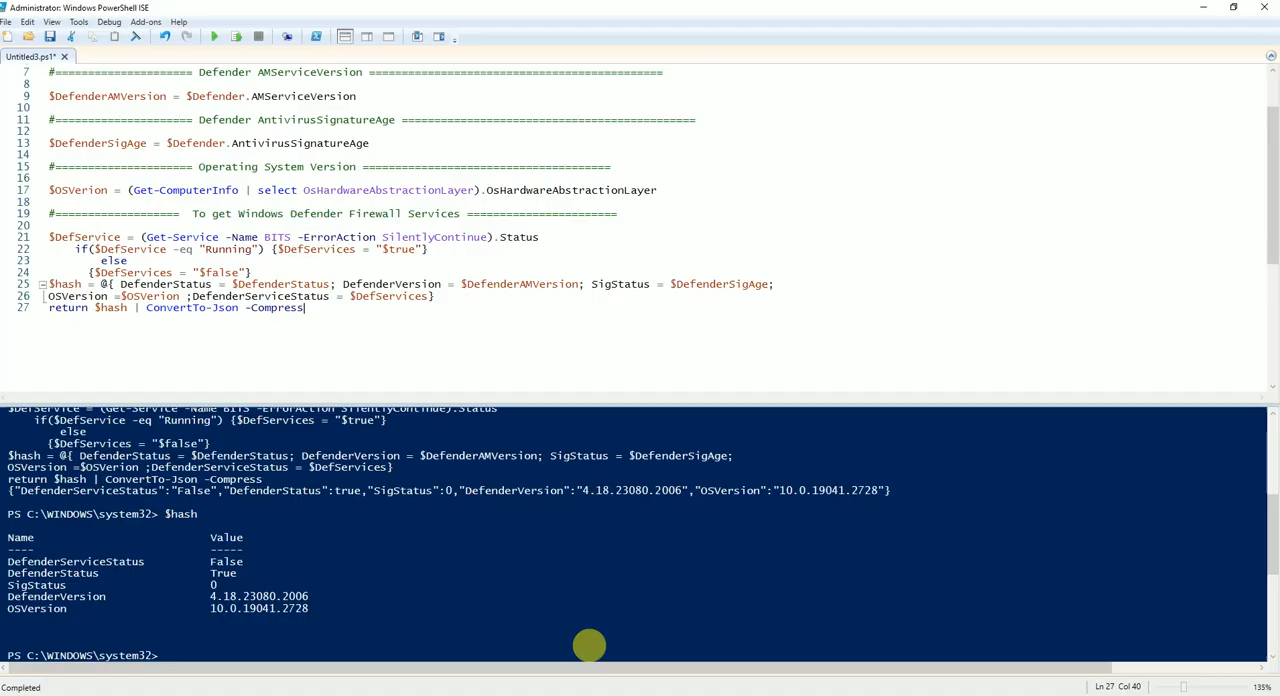 Administrator: Windows PowerShell ISE
File Edit View Tools Debug Add-ons Help
Untitled3.ps1*
7 #===================== Defender AMServiceVersion =============================================
8
9 $DefenderAMVersion = $Defender.AMServiceVersion
10
11 #===================== Defender AntivirusSignatureAge =============================================
12
13 $DefenderSigAge = $Defender.AntivirusSignatureAge
14
15 #===================== Operating System Version ======================================
16
17 $OSVerion = (Get-ComputerInfo | select OsHardwareAbstractionLayer).OsHardwareAbstractionLayer
18
19 #=================== To get Windows Defender Firewall Services =======================
20
21 $DefService = (Get-Service -Name BITS -ErrorAction SilentlyContinue).Status
22 if($DefService -eq "Running") {$DefServices = "$true"}
23 else
24 {$DefServices = "$false"}
25 $hash = @{ DefenderStatus = $DefenderStatus; DefenderVersion = $DefenderAMVersion; SigStatus = $DefenderSigAge;
26 OSVersion =$OSVerion ;DefenderServiceStatus = $DefServices}
27 return $hash | ConvertTo-Json -Compress
$DefService = (Get-Service -Name BITS -ErrorAction SilentlyContinue).Status
if($DefService -eq "Running") {$DefServices = "$true"}
else
{$DefServices = "$false"}
$hash = @{ DefenderStatus = $DefenderStatus; DefenderVersion = $DefenderAMVersion; SigStatus = $DefenderSigAge;
OSVersion =$OSVerion ;DefenderServiceStatus = $DefServices}
return $hash | ConvertTo-Json -Compress
{"DefenderServiceStatus":"False","DefenderStatus":true,"SigStatus":0,"DefenderVersion":"4.18.23080.2006","OSVersion":"10.0.19041.2728"}
PS C:\WINDOWS\system32> $hash
Name Value
---- -----
DefenderServiceStatus False
DefenderStatus True
SigStatus 0
DefenderVersion 4.18.23080.2006
OSVersion 10.0.19041.2728
PS C:\WINDOWS\system32>
Completed Ln 27 Col 40 135%